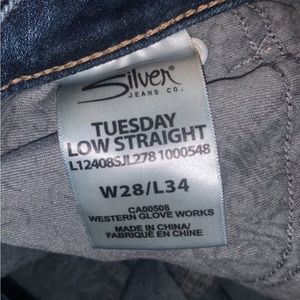 Silver
JEANS CO.
TUESDAY
LOW STRAIGHT
L12408SJL278 1000548
W28/L34
CA00508
WESTERN GLOVE WORKS
MADE IN CHINA/
FABRIQUÉ EN CHINE